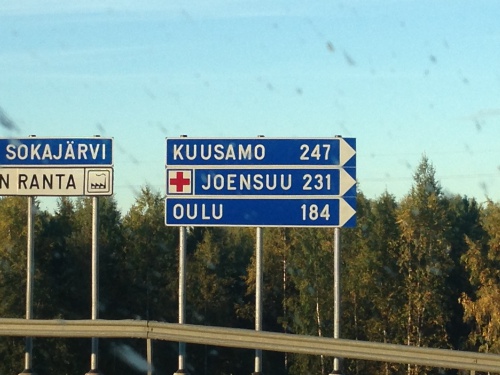 SOKAJÄRVI
N RANTA
KUUSAMO 247
JOENSUU 231
OULU 184